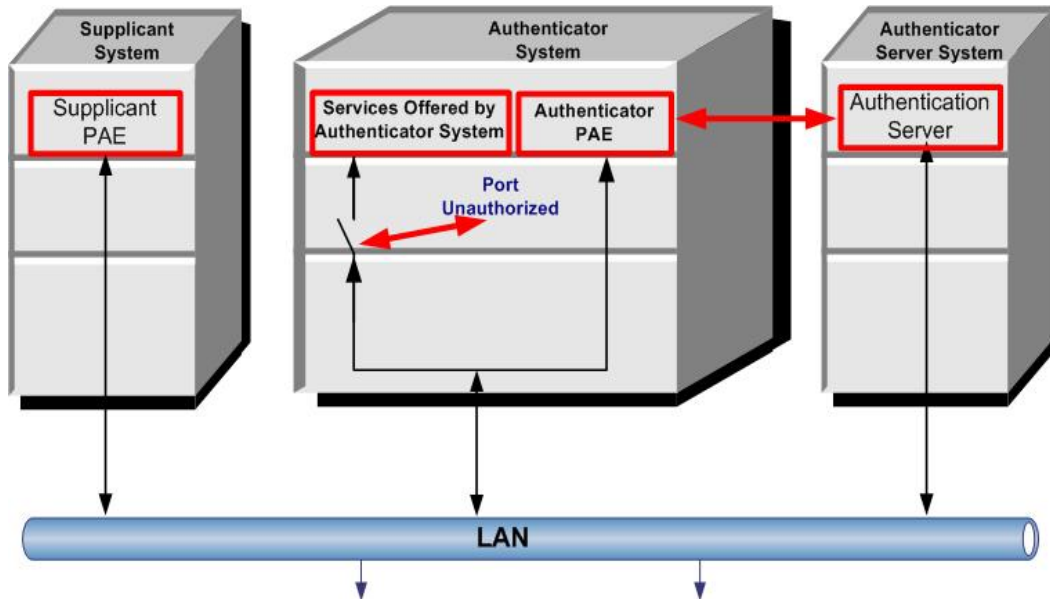 Supplicant
System
Supplicant
PAE
Authenticator
System
Services Offered by
Authenticator System
Authenticator
PAE
Port
Unauthorized
Authenticator
Server System
Authentication
Server
LAN